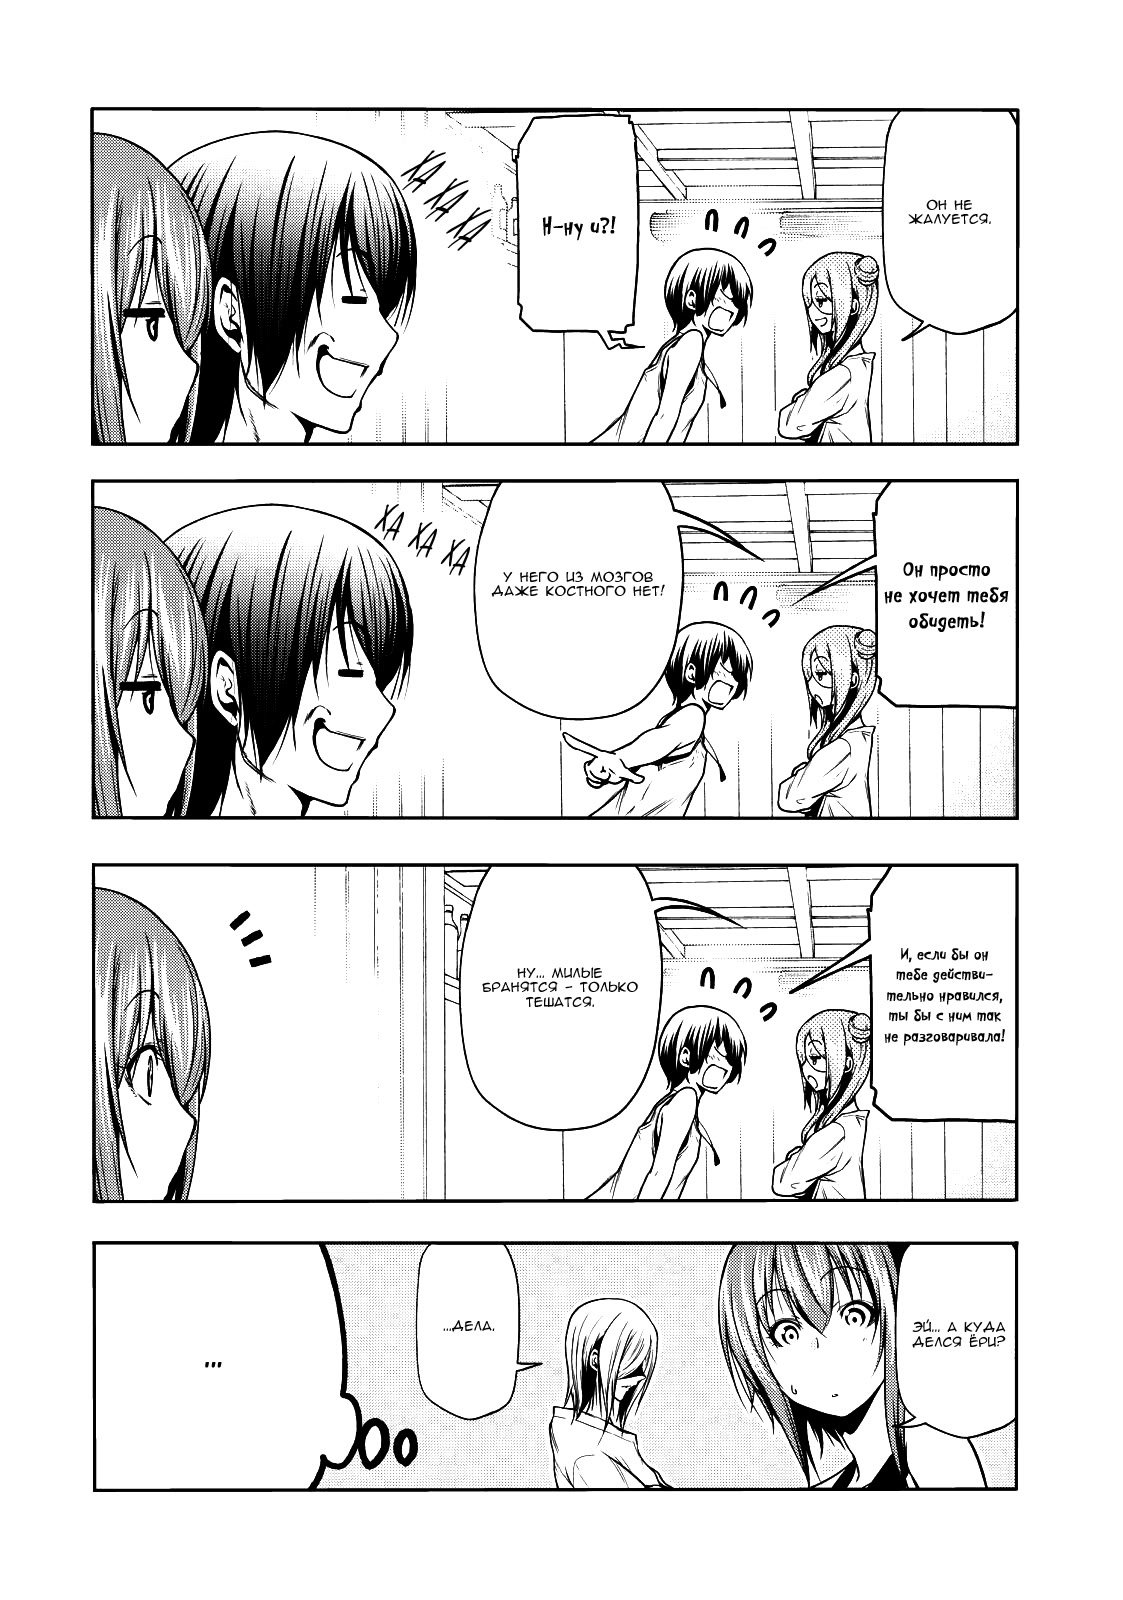 ОН НЕ
ЖАЛУЕТСЯ.
Н-ну и?!
ХА ХА ХА
Он просто
не хочет тебя
обидеть!
У НЕГО ИЗ МОЗГОВ
ДАЖЕ КОСТНОГО НЕТ!
ХА ХА ХА
И, если бы он
тебе действи-
тельно нравился,
ты бы с ним так
не разговаривала!
НУ... МИЛЫЕ
БРАНЯТСЯ - ТОЛЬКО
ТЕШАТСЯ.
ЭЙ... А КУДА
ДЕЛСЯ ЁРИ?
...ДЕЛА.
...